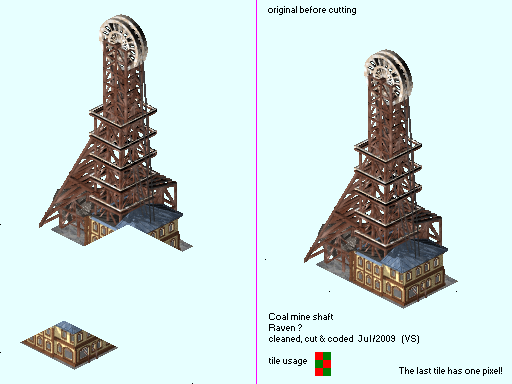 original before cutting
Coal mine shaft
Raven ?
cleaned, cut & coded Jul/2009 (VS)
tile usage
The last tile has one pixel!